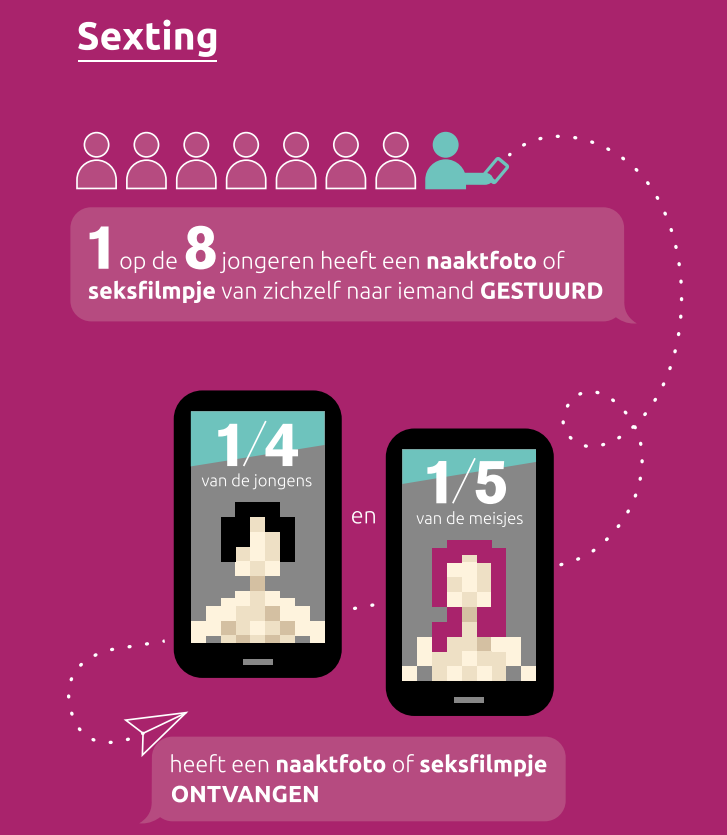 Sexting
1 op de 8 jongeren heeft een naaktfoto of
seksfilmpje van zichzelf naar iemand GESTUURD
1/4
van de jongens
en
1/5
van de meisjes
heeft een naaktfoto of seksfilmpje
ONTVANGEN